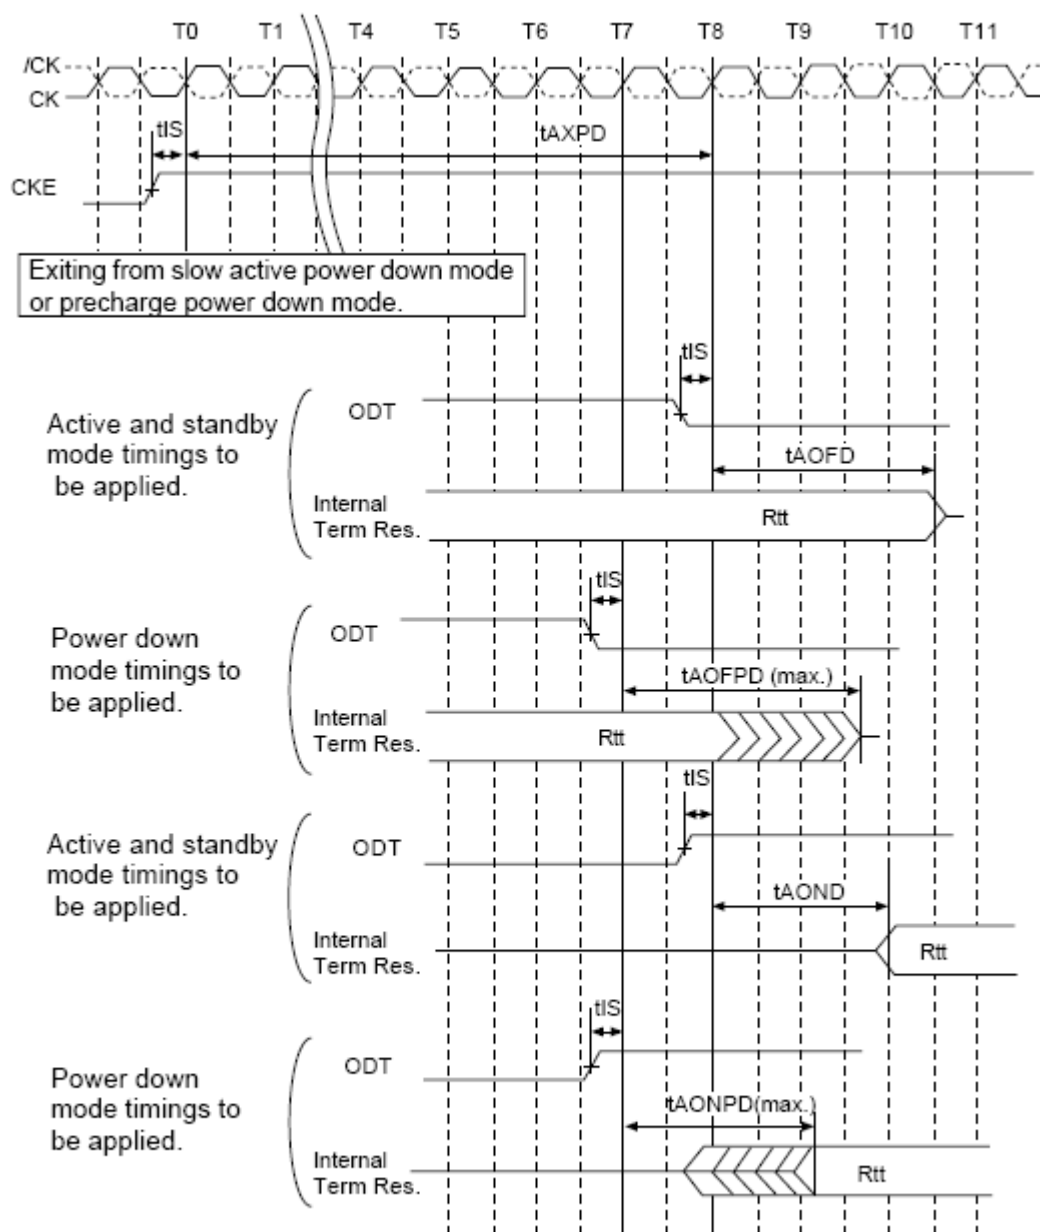 T0 T1 T4 T5 T6 T7 T8 T9 T10 T11
/CK
CK
tIS
tAXPD
CKE
Exiting from slow active power down mode
or precharge power down mode.
tIS
Active and standby
mode timings to
be applied.
ODT
tAOFD
Internal
Term Res.
Rtt
tIS
Power down
mode timings to
be applied.
ODT
tAOFPD (max.)
Internal
Term Res.
Rtt
tIS
Active and standby
mode timings to
be applied.
ODT
tAOND
Internal
Term Res.
Rtt
tIS
Power down
mode timings to
be applied.
ODT
tAONPD(max.)
Internal
Term Res.
Rtt